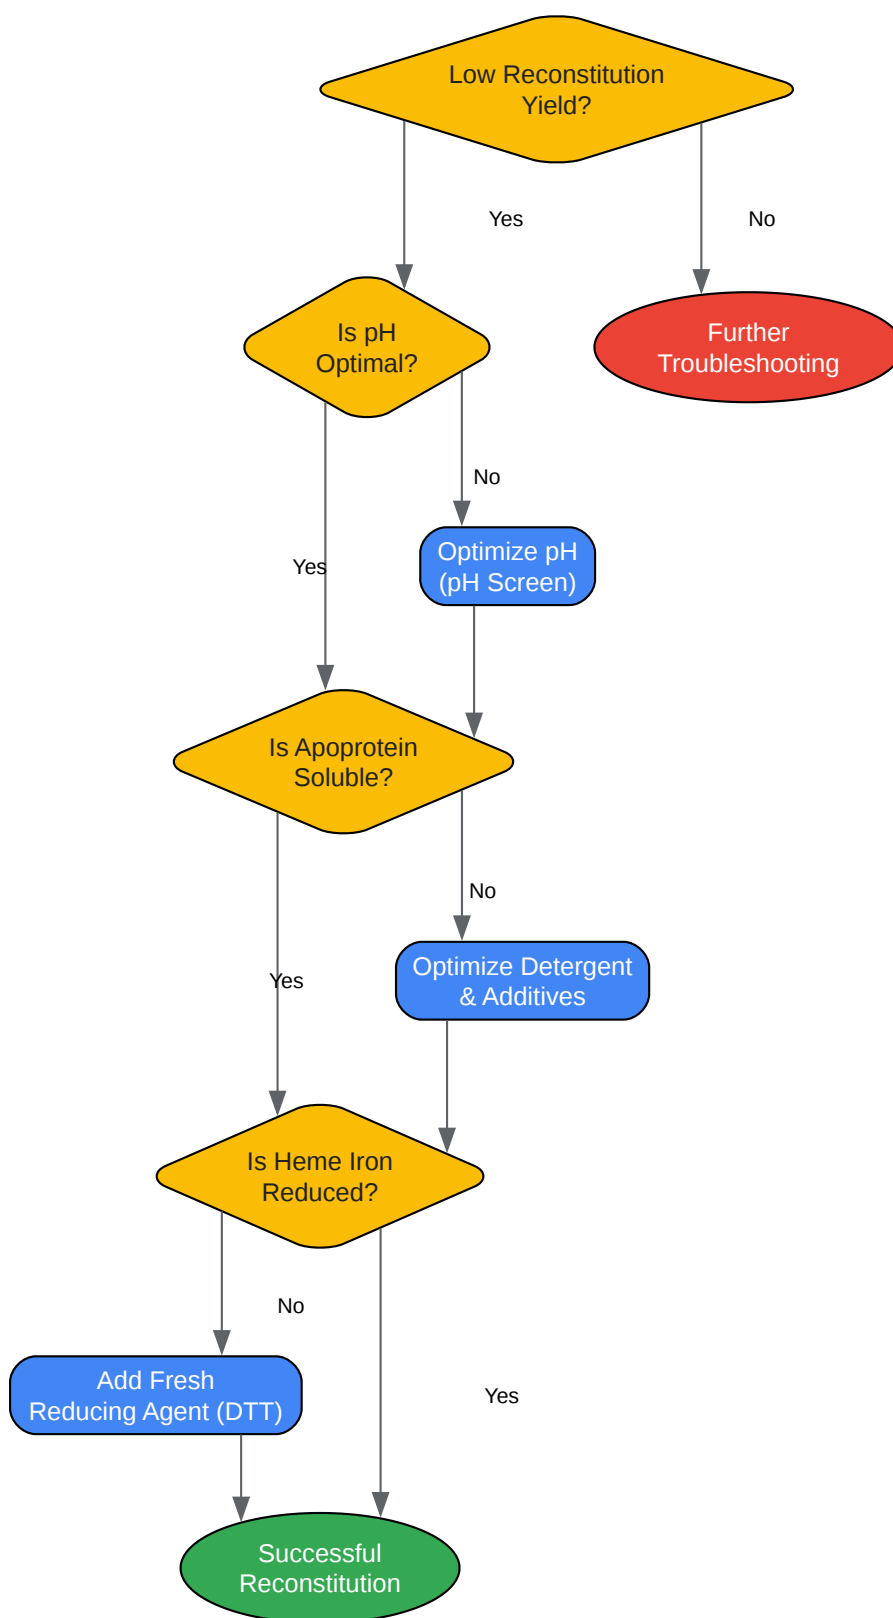 Low Reconstitution
Yield?
Yes
No
Is pH
Optimal?
Further
Troubleshooting
No
Yes
Optimize pH
(pH Screen)
Is Apoprotein
Soluble?
No
Yes
Optimize Detergent
& Additives
Is Heme Iron
Reduced?
No
Yes
Add Fresh
Reducing Agent (DTT)
Successful
Reconstitution